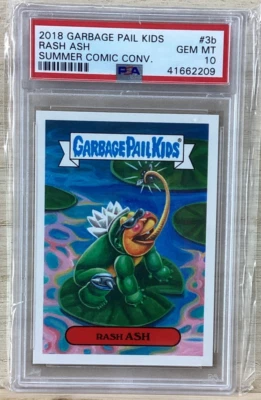 2018 GARBAGE PAIL KIDS #3b
RASH ASH GEM MT
SUMMER COMIC CONV. 10
PSA 41662209
GARBAGE PAIL KIDS
RASH ASH